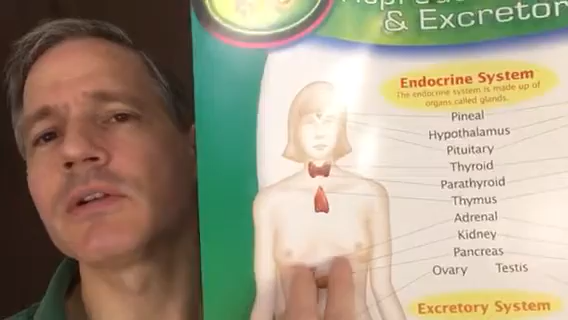 & Excretor
Endocrine System
The endocrine system is made up of
organs called glands.
Pineal
Hypothalamus
Pituitary
Thyroid
Parathyroid
Thymus
Adrenal
Kidney
Pancreas
Ovary Testis
Excretory System